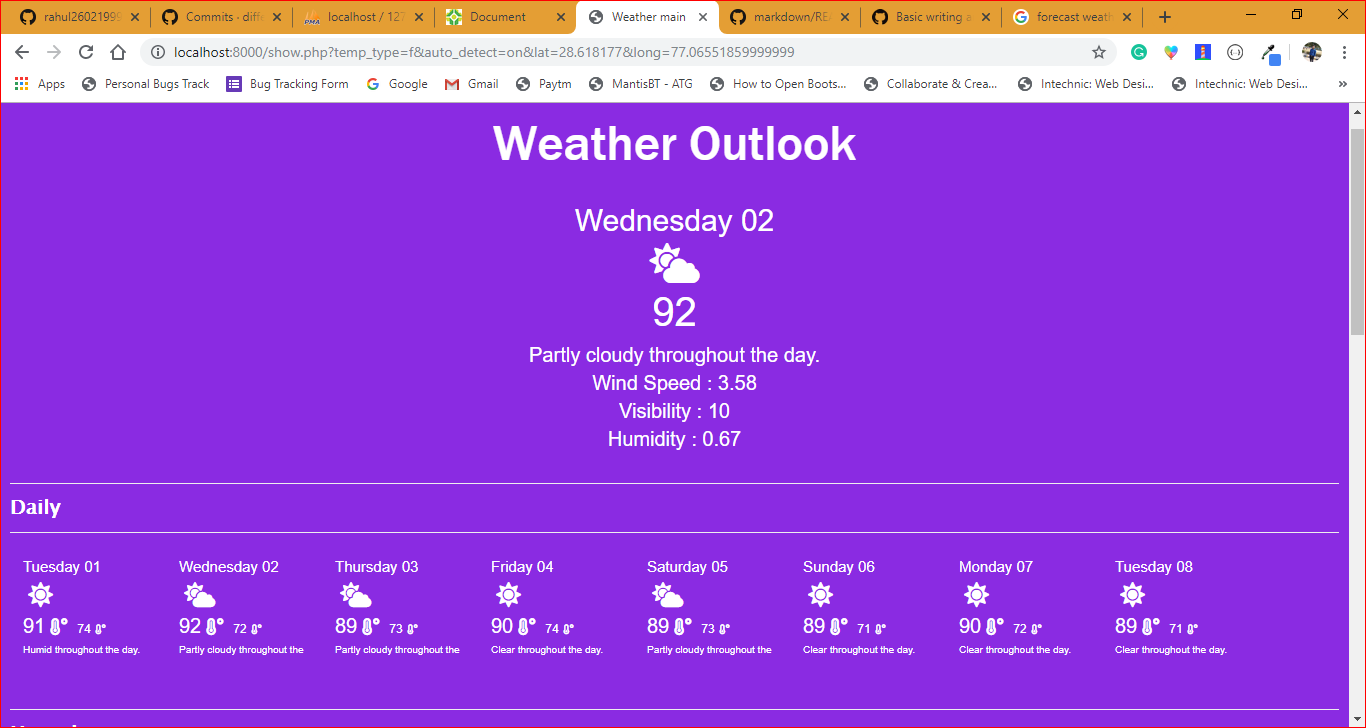 rahul26021999
Commits · diff
localhost / 127
Document
Weather main
markdown/REA
Basic writing a
forecast weath
localhost:8000/show.php?temp_type=f&auto_detect=on&lat=28.618177&long=77.06551859999999
Apps
Personal Bugs Track
Bug Tracking Form
Google
Gmail
Paytm
MantisBT - ATG
How to Open Boots...
Collaborate & Crea...
Intechnic: Web Desi...
Intechnic: Web Desi...
»
Weather Outlook
Wednesday 02
92
Partly cloudy throughout the day.
Wind Speed : 3.58
Visibility : 10
Humidity : 0.67
Daily
Tuesday 01
91° 74°
Humid throughout the day.
Wednesday 02
92° 72°
Partly cloudy throughout the
Thursday 03
89° 73°
Partly cloudy throughout the
Friday 04
90° 74°
Clear throughout the day.
Saturday 05
89° 73°
Partly cloudy throughout the
Sunday 06
89° 71°
Clear throughout the day.
Monday 07
90° 72°
Clear throughout the day.
Tuesday 08
89° 71°
Clear throughout the day.